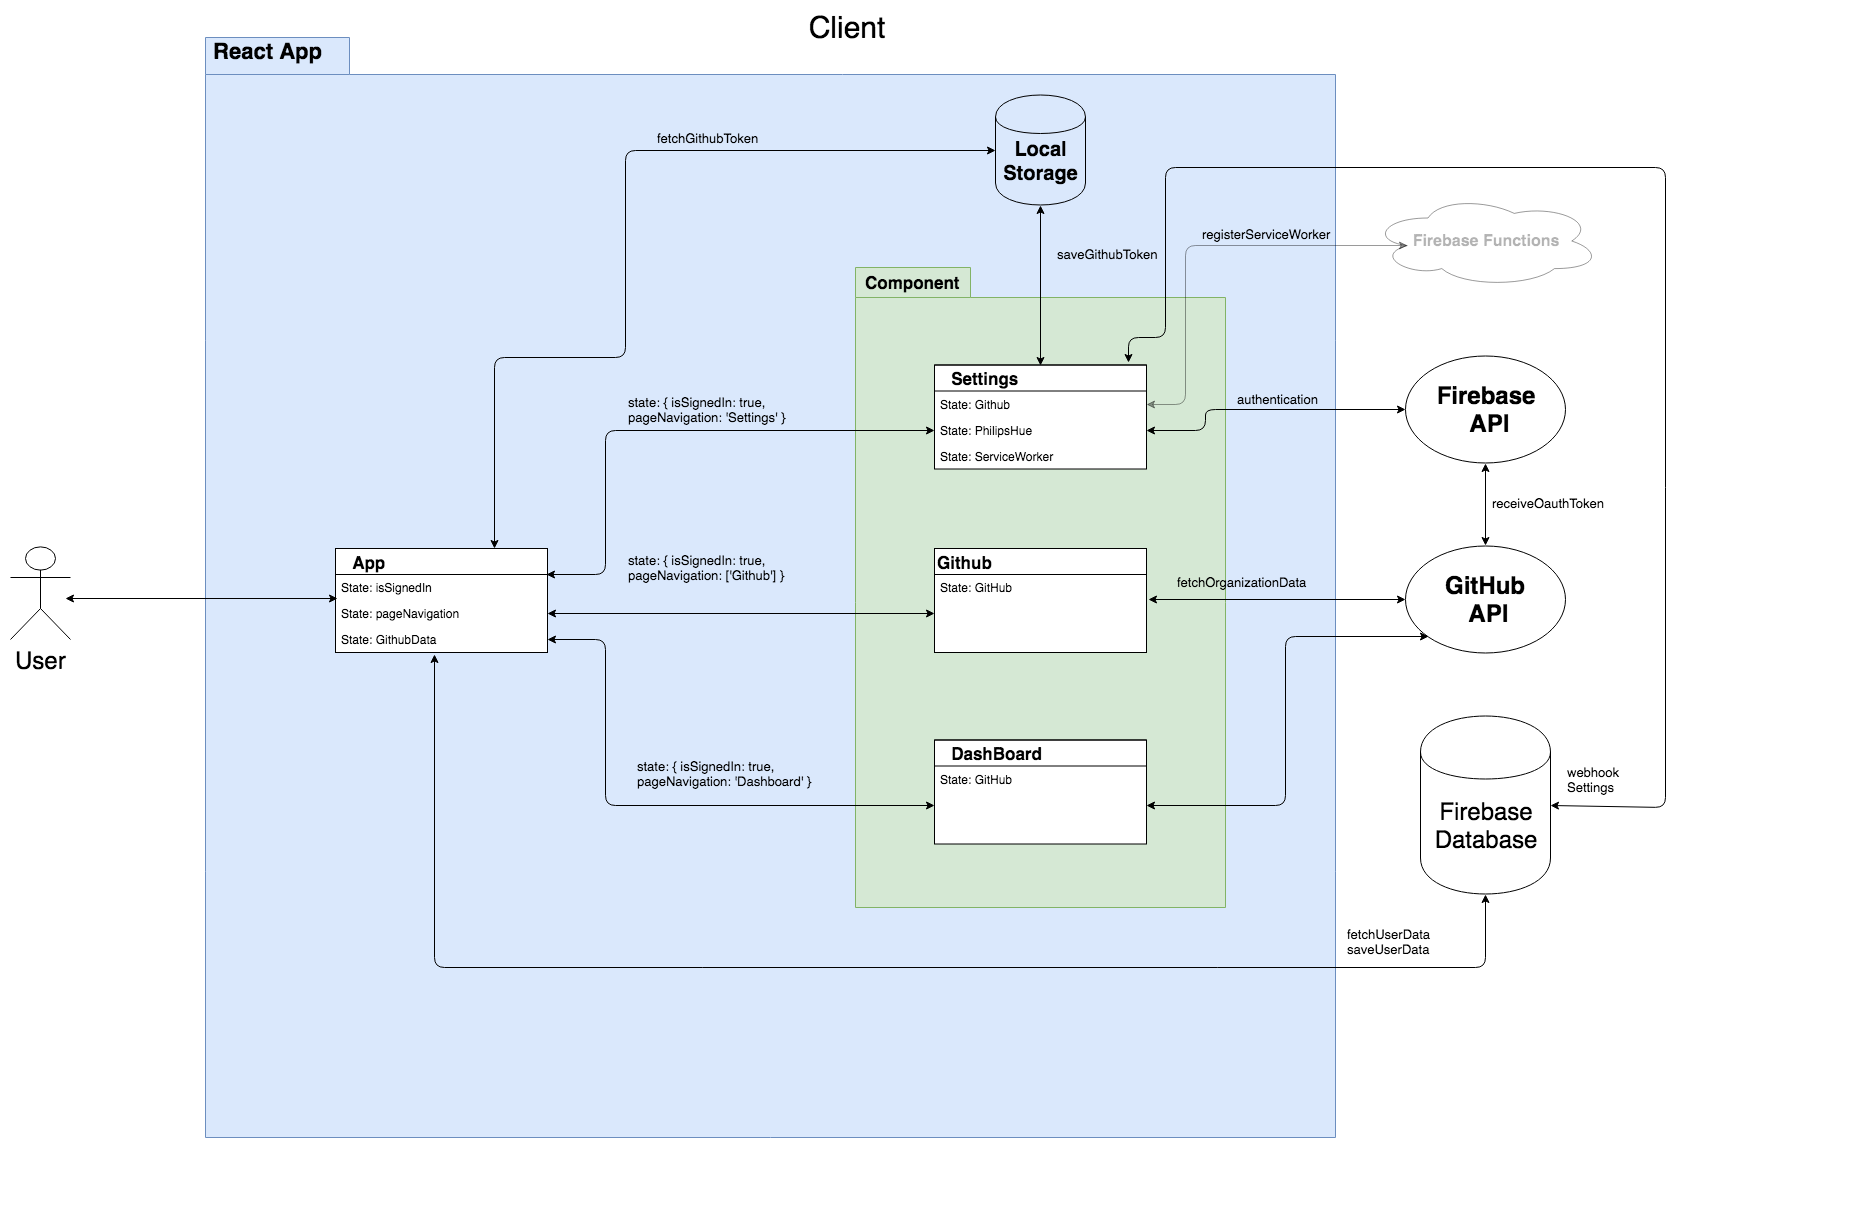 Client
React App
fetchGithubToken
Local
Storage
registerServiceWorker
Firebase Functions
saveGithubToken
Component
Settings
State: Github
State: PhilipsHue
State: ServiceWorker
state: { isSignedIn: true,
pageNavigation: 'Settings' }
authentication
Firebase
API
receiveOauthToken
App
State: isSignedIn
State: pageNavigation
State: GithubData
User
state: { isSignedIn: true,
pageNavigation: ['Github'] }
Github
State: GitHub
fetchOrganizationData
GitHub
API
state: { isSignedIn: true,
pageNavigation: 'Dashboard' }
DashBoard
State: GitHub
webhook
Settings
Firebase
Database
fetchUserData
saveUserData